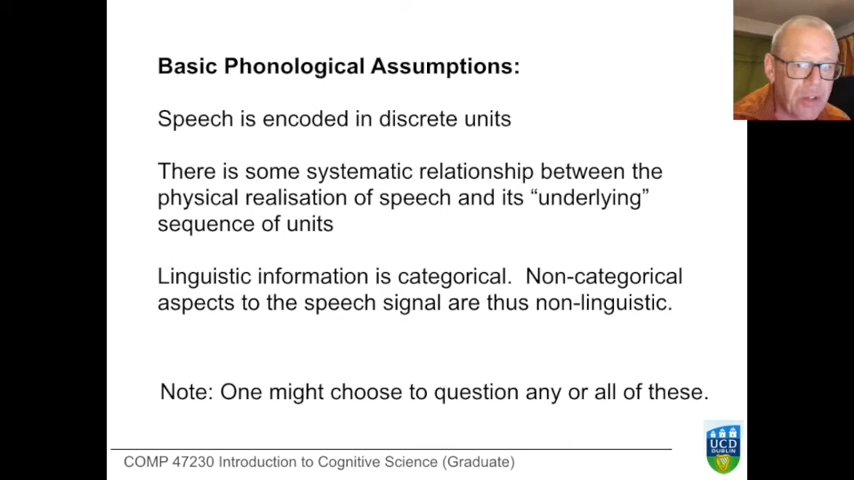 Basic Phonological Assumptions:
Speech is encoded in discrete units
There is some systematic relationship between the
physical realisation of speech and its “underlying”
sequence of units
Linguistic information is categorical.  Non-categorical
aspects to the speech signal are thus non-linguistic.
Note: One might choose to question any or all of these.
UCD
DUBLIN
COMP 47230 Introduction to Cognitive Science (Graduate)